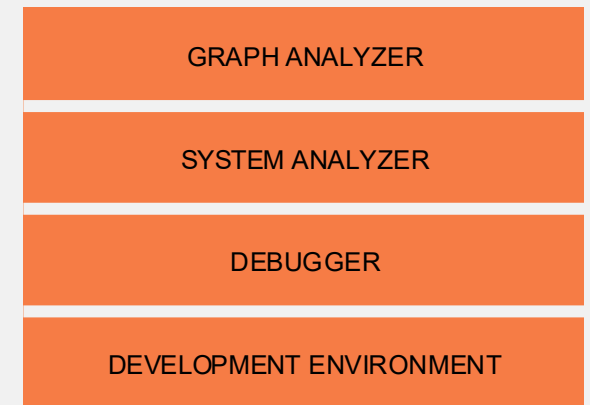 GRAPH ANALYZER
SYSTEM ANALYZER
DEBUGGER
DEVELOPMENT ENVIRONMENT